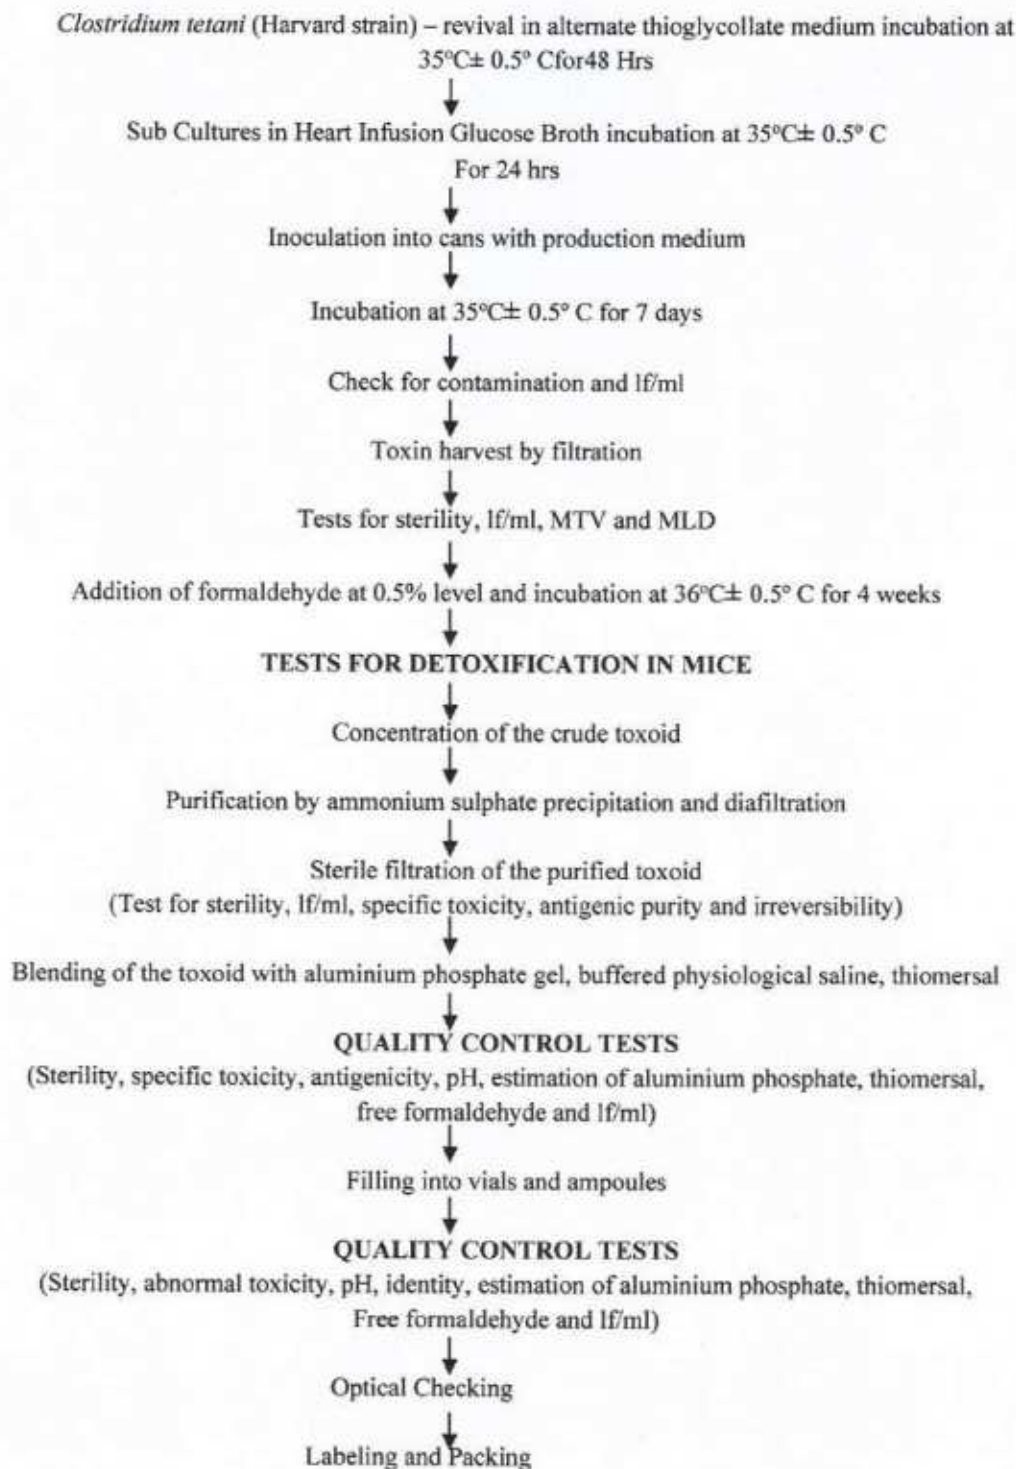 Clostridium tetani (Harvard strain) – revival in alternate thioglycollate medium incubation at
35ºC± 0.5º Cfor48 Hrs
Sub Cultures in Heart Infusion Glucose Broth incubation at 35ºC± 0.5º C
For 24 hrs
Inoculation into cans with production medium
Incubation at 35ºC± 0.5º C for 7 days
Check for contamination and lf/ml
Toxin harvest by filtration
Tests for sterility, lf/ml, MTV and MLD
Addition of formaldehyde at 0.5% level and incubation at 36ºC± 0.5º C for 4 weeks
TESTS FOR DETOXIFICATION IN MICE
Concentration of the crude toxoid
Purification by ammonium sulphate precipitation and diafiltration
Sterile filtration of the purified toxoid
(Test for sterility, lf/ml, specific toxicity, antigenic purity and irreversibility)
Blending of the toxoid with aluminium phosphate gel, buffered physiological saline, thiomersal
QUALITY CONTROL TESTS
(Sterility, specific toxicity, antigenicity, pH, estimation of aluminium phosphate, thiomersal,
free formaldehyde and lf/ml)
Filling into vials and ampoules
QUALITY CONTROL TESTS
(Sterility, abnormal toxicity, pH, identity, estimation of aluminium phosphate, thiomersal,
Free formaldehyde and lf/ml)
Optical Checking
Labeling and Packing